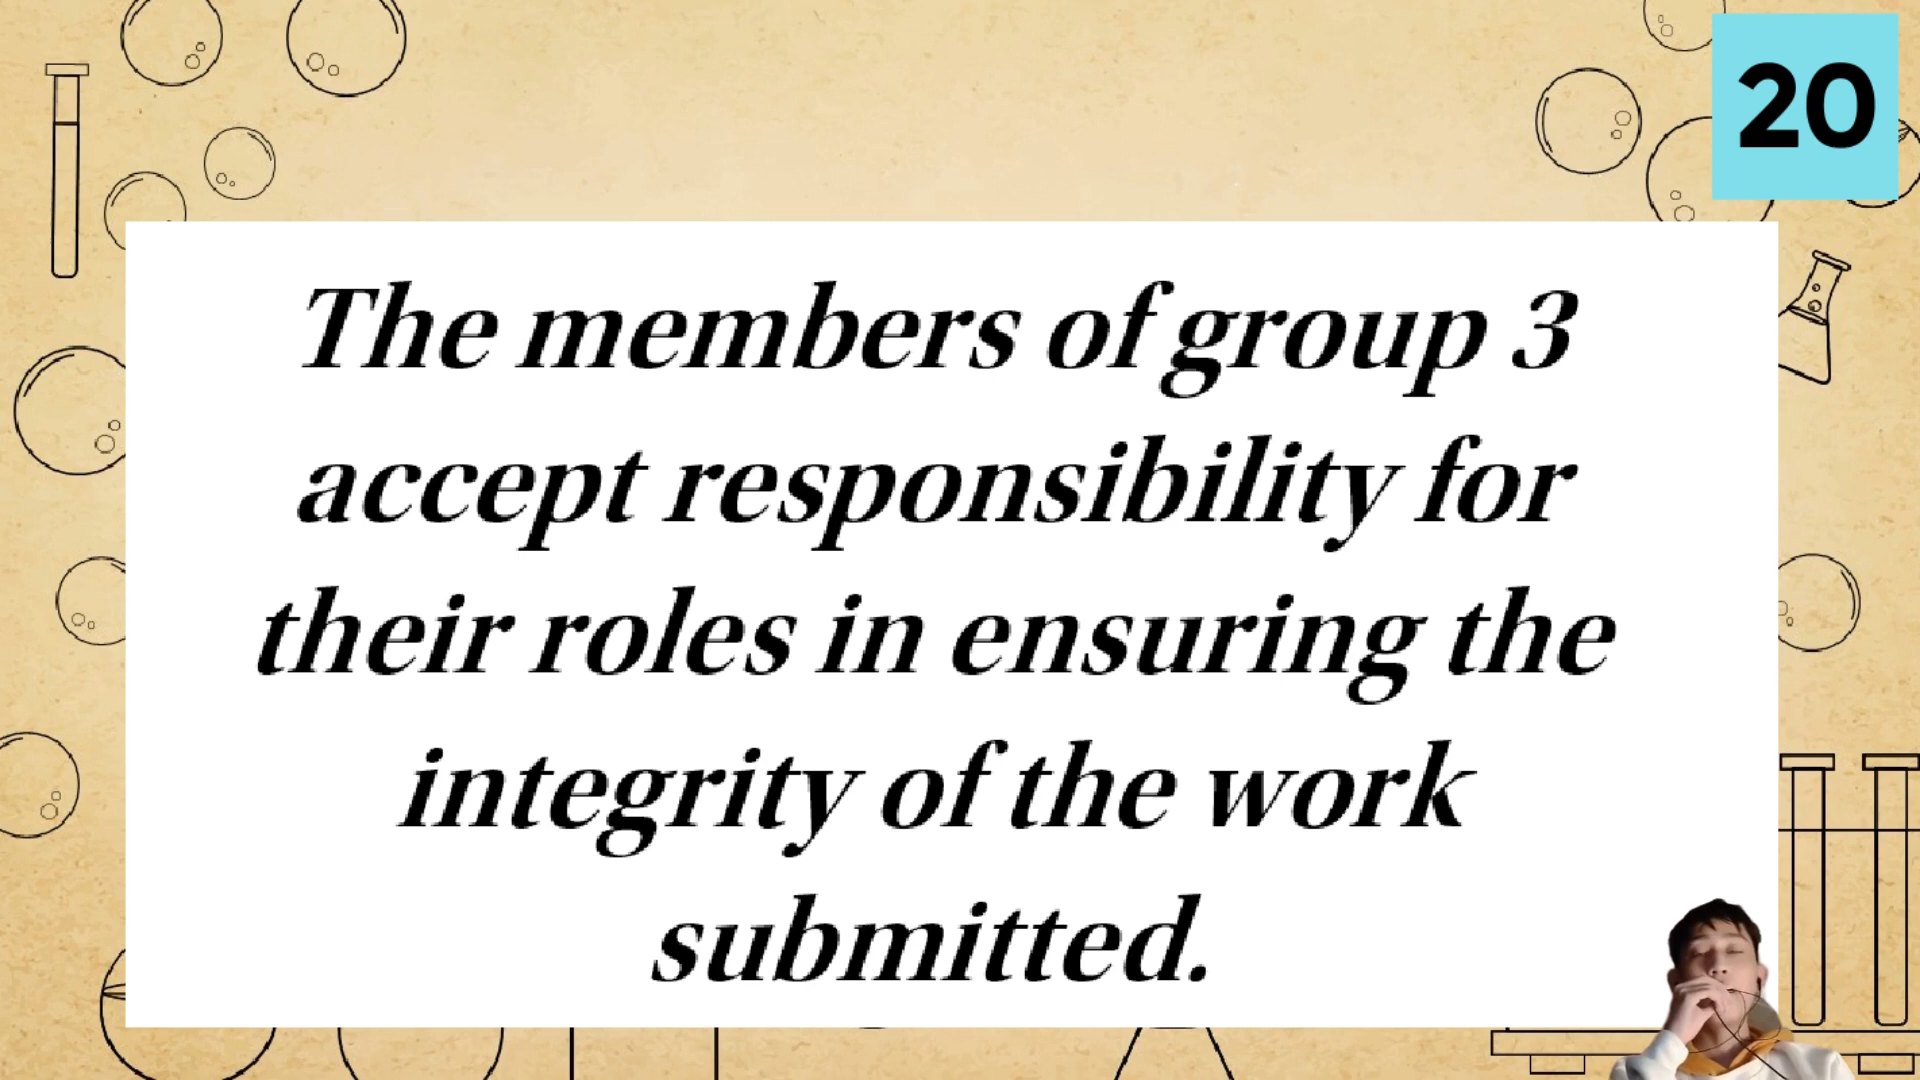 20
The members of group 3
accept responsibility for
their roles in ensuring the
integrity of the work
submitted.